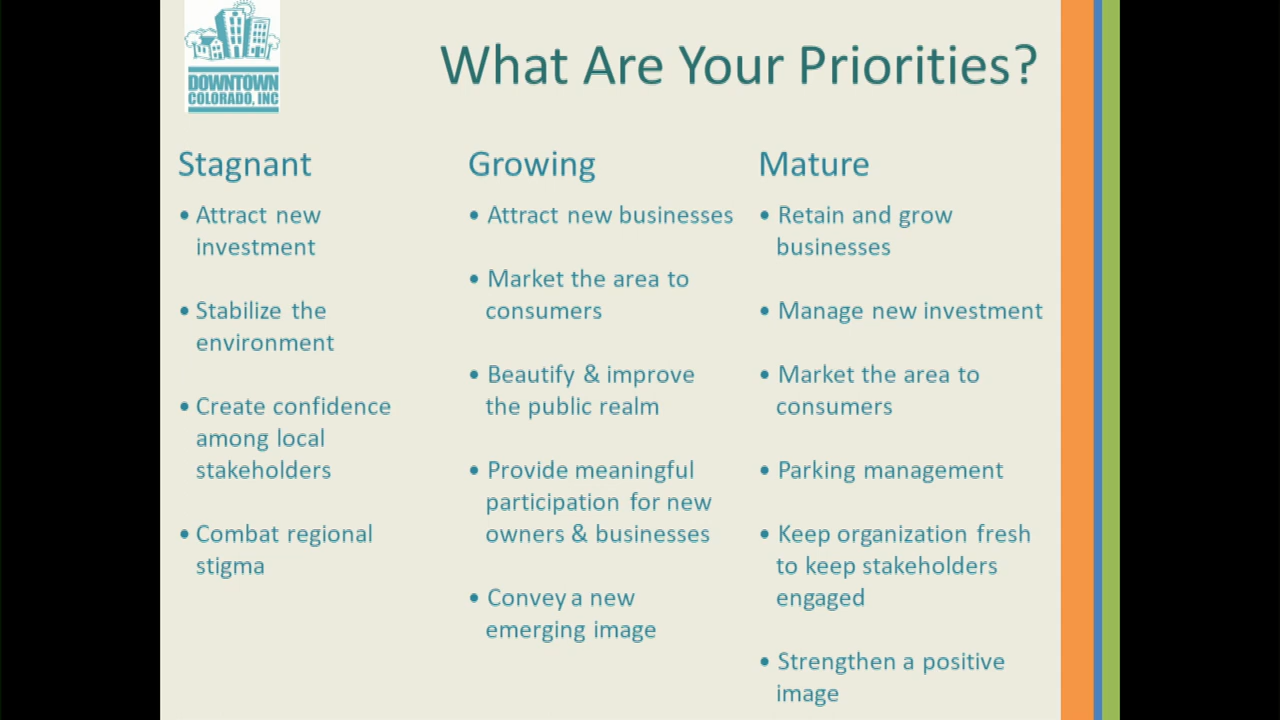 DOWNTOWN
COLORADO, INC
What Are Your Priorities?
Stagnant
• Attract new
investment
• Stabilize the
environment
• Create confidence
among local
stakeholders
• Combat regional
stigma
Growing
• Attract new businesses
• Market the area to
consumers
• Beautify & improve
the public realm
• Provide meaningful
participation for new
owners & businesses
• Convey a new
emerging image
Mature
• Retain and grow
businesses
• Manage new investment
• Market the area to
consumers
• Parking management
• Keep organization fresh
to keep stakeholders
engaged
• Strengthen a positive
image